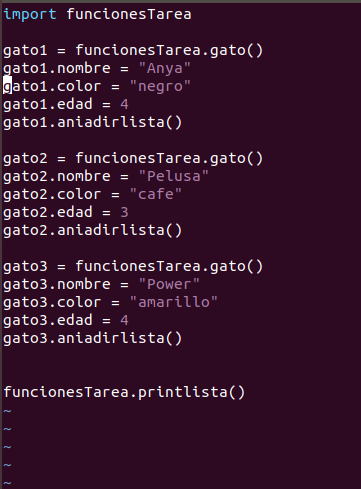 import funcionesTarea
gato1 = funcionesTarea.gato()
gato1.nombre = "Anya"
gato1.color = "negro"
gato1.edad = 4
gato1.aniadirlista()
gato2 = funcionesTarea.gato()
gato2.nombre = "Pelusa"
gato2.color = "cafe"
gato2.edad = 3
gato2.aniadirlista()
gato3 = funcionesTarea.gato()
gato3.nombre = "Power"
gato3.color = "amarillo"
gato3.edad = 4
gato3.aniadirlista()
funcionesTarea.printlista()
~
~
~
~
~